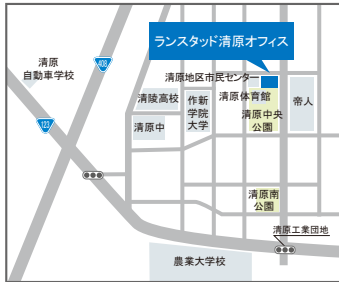 ランスタッド清原オフィス
清原
自動車学校
408
清原地区市民センター
清陵高校
作新
学院
大学
清原体育館
帝人
清原中央
公園
清原中
123
清原南
公園
清原工業団地
農業大学校